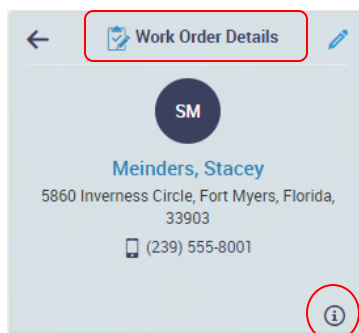 Work Order Details
SM
Meinders, Stacey
5860 Inverness Circle, Fort Myers, Florida,
33903
(239) 555-8001